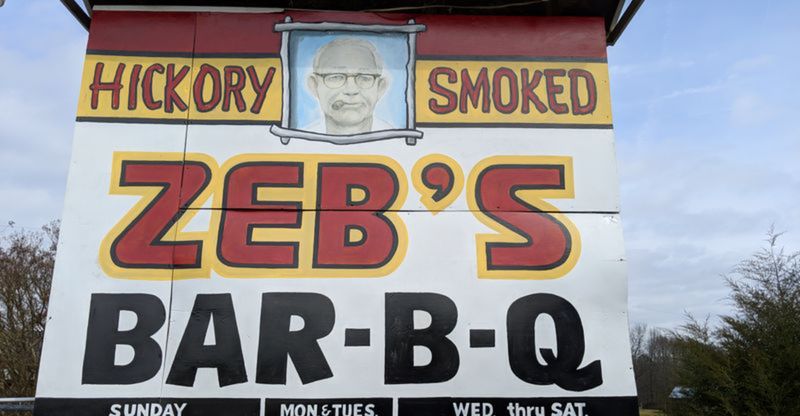 HICKORY SMOKED
ZEB'S
BAR-B-Q
SUNDAY MON & TUES. WED. thru SAT.